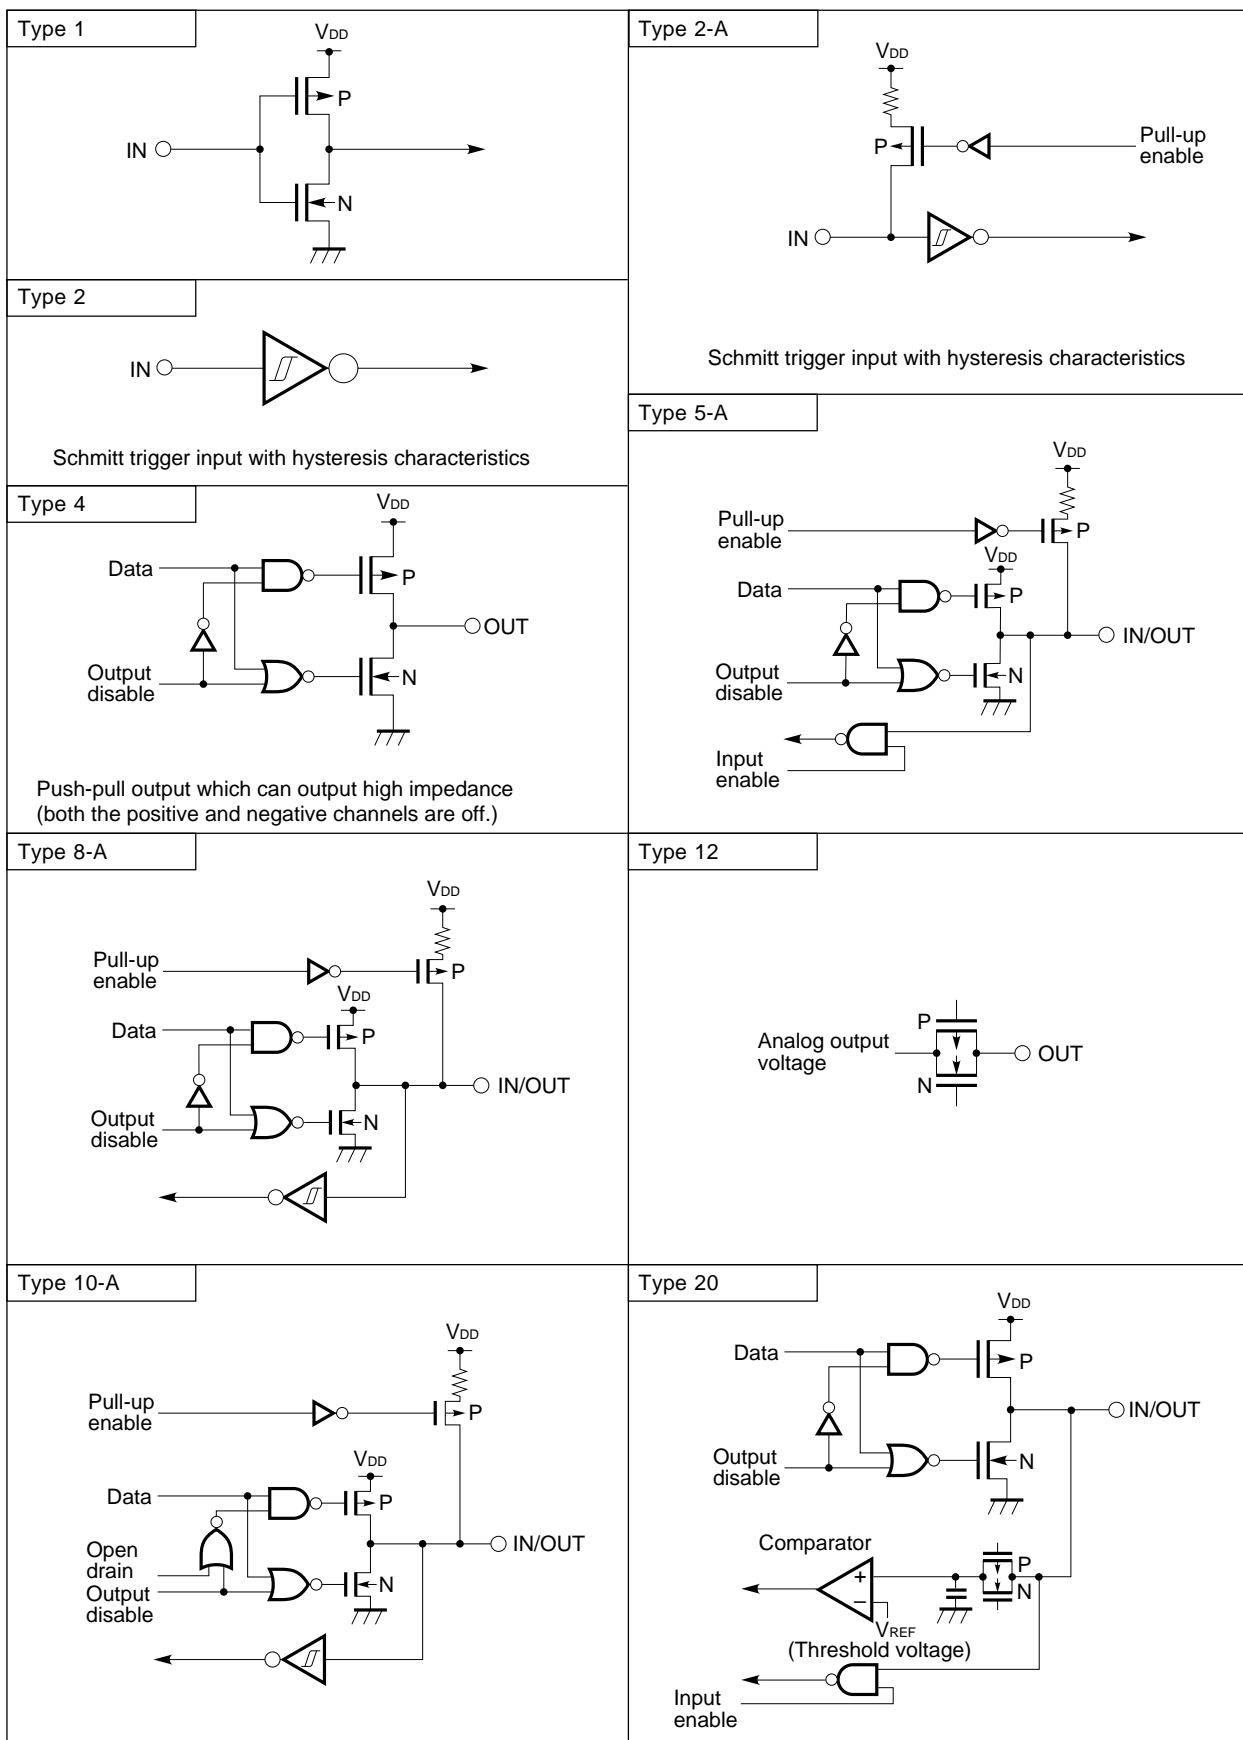 Type 1
VDD
P
IN
N
Type 2-A
VDD
P
Pull-up
enable
IN
Schmitt trigger input with hysteresis characteristics
Type 2
IN
Schmitt trigger input with hysteresis characteristics
Type 5-A
VDD
Pull-up
enable
P
VDD
Data
P
IN/OUT
Output
disable
N
Input
enable
Type 4
VDD
Data
P
OUT
Output
disable
N
Push-pull output which can output high impedance
(both the positive and negative channels are off.)
Type 8-A
VDD
Pull-up
enable
P
VDD
Data
P
IN/OUT
Output
disable
N
Type 12
P
Analog output
voltage
OUT
N
Type 10-A
VDD
Pull-up
enable
P
VDD
Data
P
IN/OUT
Open
drain
Output
disable
N
Type 20
VDD
Data
P
IN/OUT
Output
disable
N
Comparator
P
N
+
−
VREF
(Threshold voltage)
Input
enable